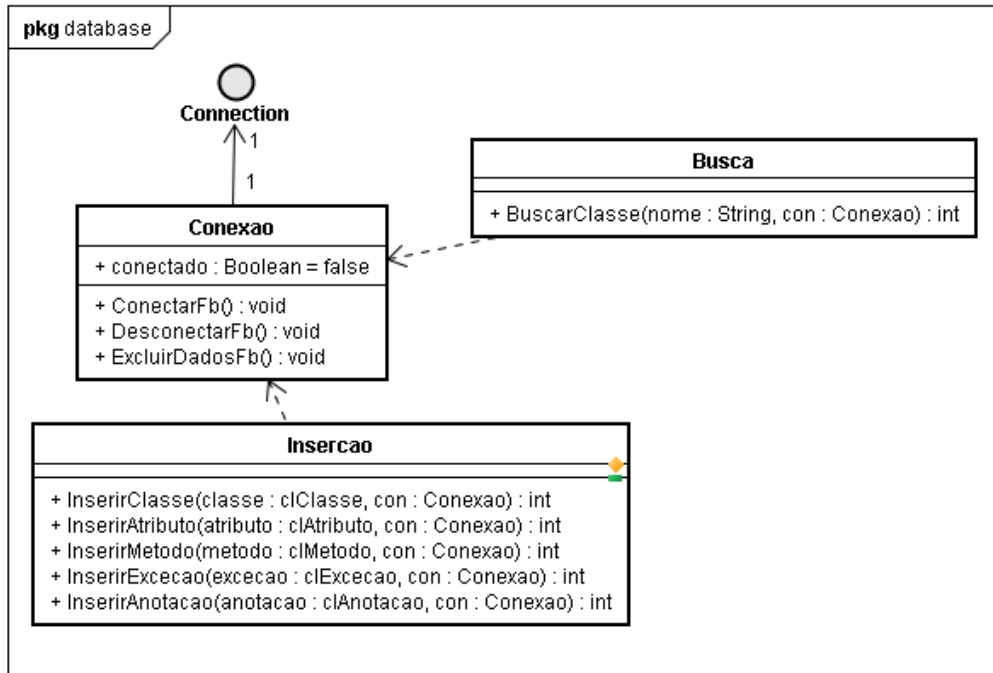 pkg database
Connection
1
1
Busca
+ BuscarClasse(nome : String, con : Conexao) : int
Conexao
+ conectado : Boolean = false
+ ConectarFb() : void
+ DesconectarFb() : void
+ ExcluirDadosFb() : void
Insercao
+ InserirClasse(classe : clClasse, con : Conexao) : int
+ InserirAtributo(atributo : clAtributo, con : Conexao) : int
+ InserirMetodo(metodo : clMetodo, con : Conexao) : int
+ InserirExcecao(excecao : clExcecao, con : Conexao) : int
+ InserirAnotacao(anotacao : clAnotacao, con : Conexao) : int